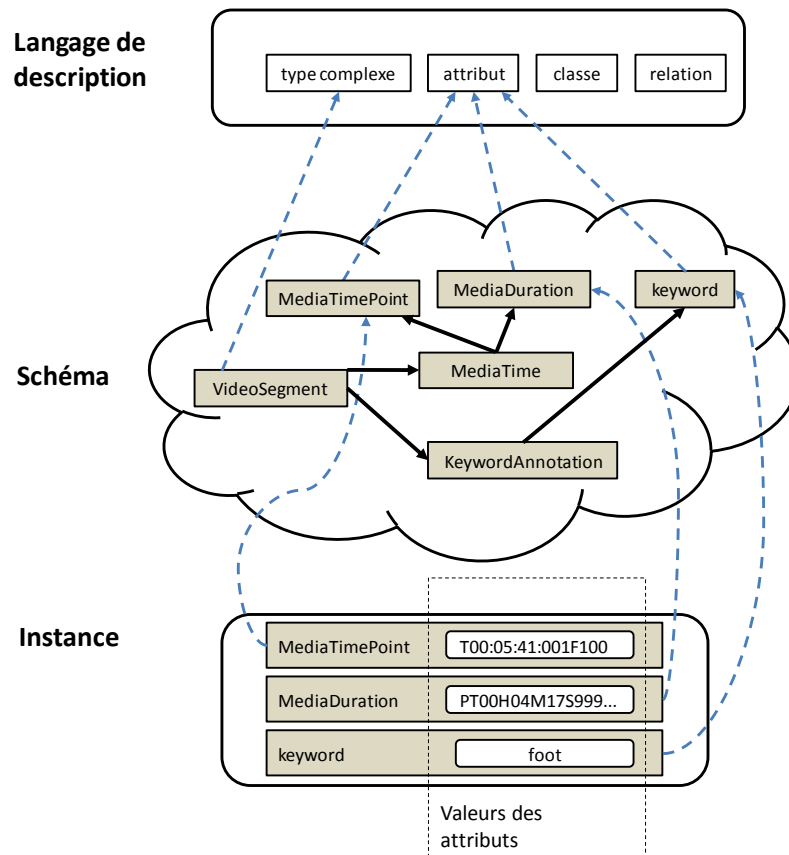 Langage de
description
type complexe
attribut
classe
relation
Schéma
MediaTimePoint
MediaDuration
keyword
MediaTime
VideoSegment
KeywordAnnotation
Instance
MediaTimePoint
T00:05:41:001F100
MediaDuration
PT00H04M17S999...
keyword
foot
Valeurs des
attributs